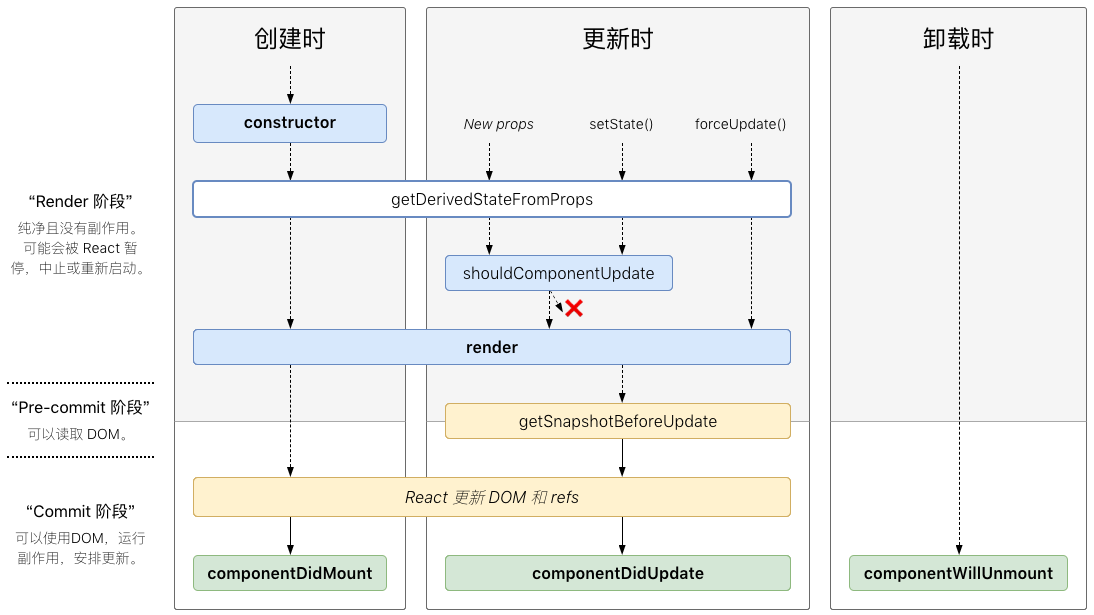 创建时
更新时
卸载时
constructor
New props
setState()
forceUpdate()
“Render 阶段”
纯净且没有副作用。
可能会被 React 暂
停，中止或重新启动。
getDerivedStateFromProps
shouldComponentUpdate
render
“Pre-commit 阶段”
可以读取 DOM。
getSnapshotBeforeUpdate
React 更新 DOM 和 refs
“Commit 阶段”
可以使用DOM，运行
副作用，安排更新。
componentDidMount
componentDidUpdate
componentWillUnmount